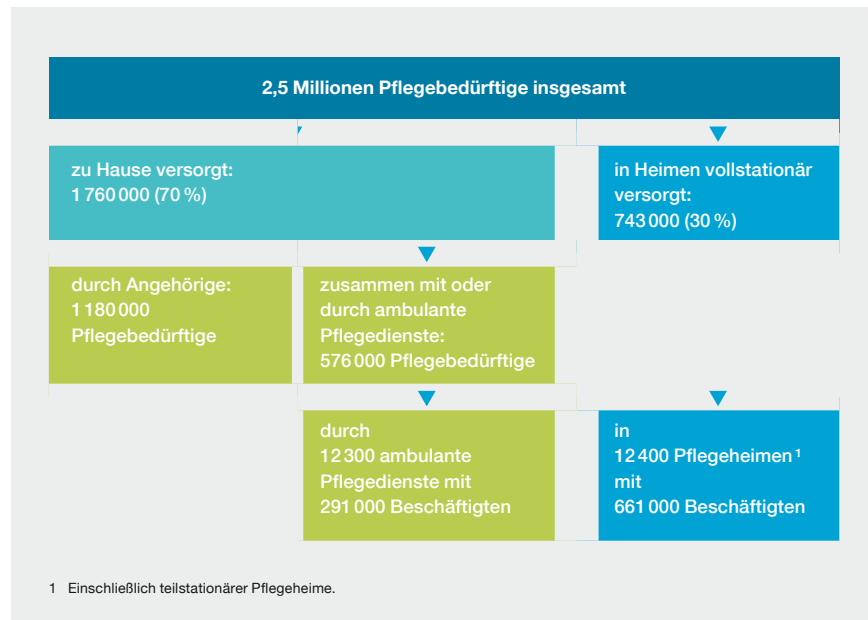 2,5 Millionen Pflegebedürftige insgesamt
zu Hause versorgt:
1 760 000 (70 %)
in Heimen vollstationär
versorgt:
743 000 (30 %)
durch Angehörige:
1 180 000
Pflegebedürftige
zusammen mit oder
durch ambulante
Pflegedienste:
576 000 Pflegebedürftige
durch
12 300 ambulante
Pflegedienste mit
291 000 Beschäftigten
in
12 400 Pflegeheimen ¹
mit
661 000 Beschäftigten
1 Einschließlich teilstationärer Pflegeheime.